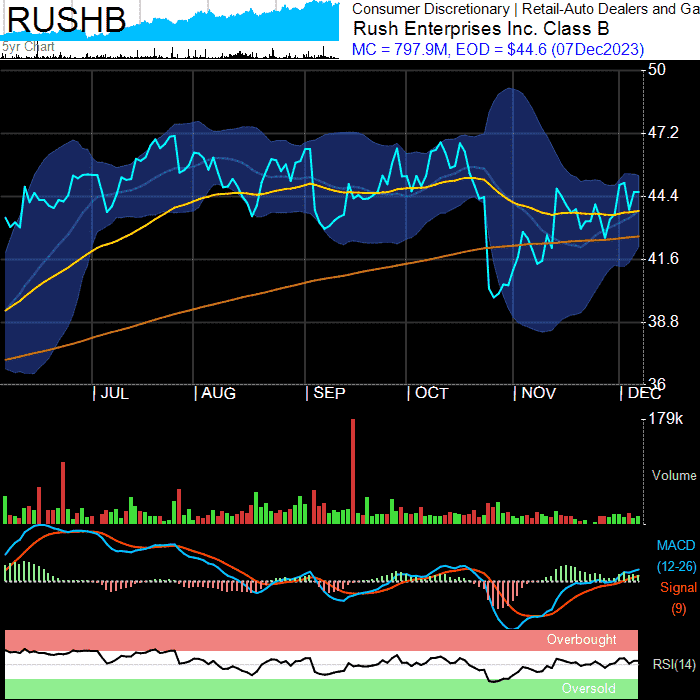 RUSHB
5yr Chart
Consumer Discretionary | Retail-Auto Dealers and Ga
Rush Enterprises Inc. Class B
MC = 797.9M, EOD = $44.6 (07Dec2023)
50
47.2
44.4
41.6
38.8
36
| JUL
| AUG
| SEP
| OCT
| NOV
| DEC
179k
Volume
MACD
(12-26)
Signal
(9)
Overbought
RSI(14)
Oversold